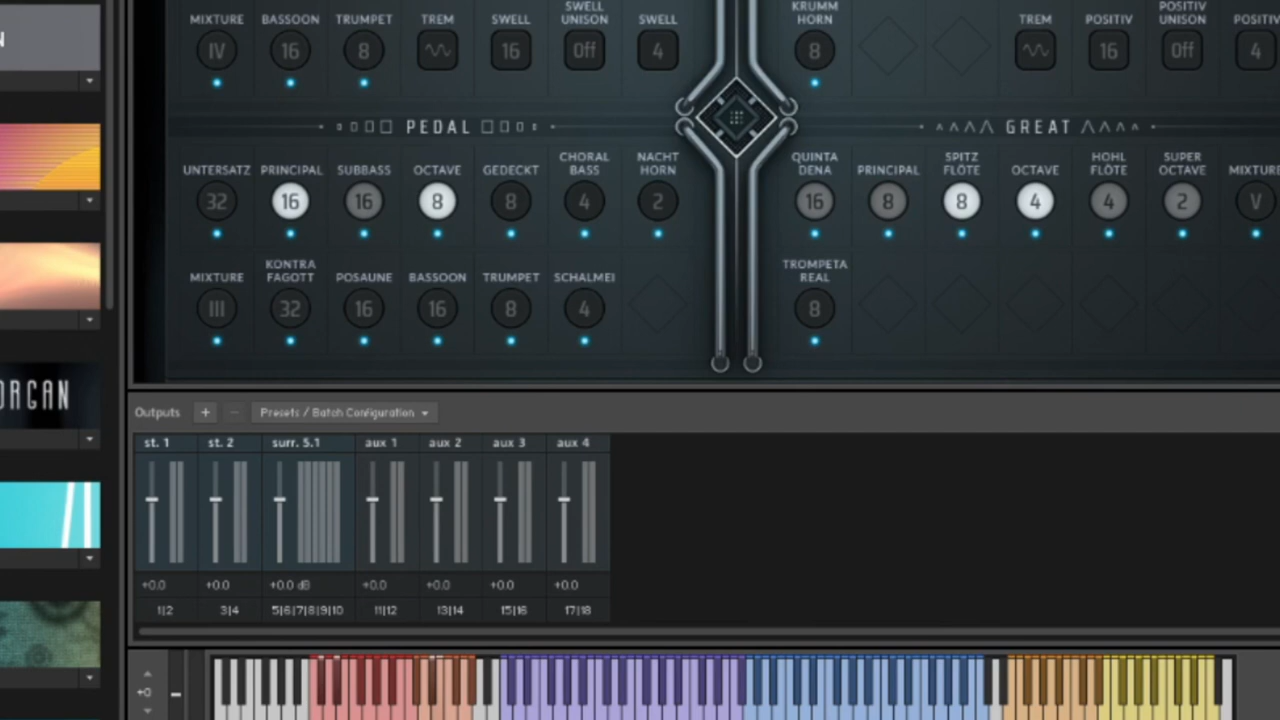 MIXTURE BASSOON TRUMPET TREM SWELL SWELL UNISON SWELL
IV 16 8 16 Off 4
KRUMM HORN TREM POSITIV POSITIV UNISON POSITIV
8 16 Off 4
PEDAL
GREAT
UNTERSATZ PRINCIPAL SUBBASS OCTAVE GEDECKT CHORAL BASS NACHT HORN
32 16 16 8 8 4 2
QUINTA DENA PRINCIPAL SPITZ FLÖTE OCTAVE HOHL FLÖTE SUPER OCTAVE MIXTURE
16 8 8 4 4 2 V
MIXTURE KONTRA FAGOTT POSAUNE BASSOON TRUMPET SCHALMEI
III 32 16 16 8 4
TROMPETA REAL
8
ORGAN
Outputs + − Presets / Batch Configuration
st. 1 st. 2 surr. 5.1 aux 1 aux 2 aux 3 aux 4
+0.0 +0.0 +0.0 dB +0.0 +0.0 +0.0 +0.0
1|2 3|4 5|6|7|8|9|10 11|12 13|14 15|16 17|18
+0